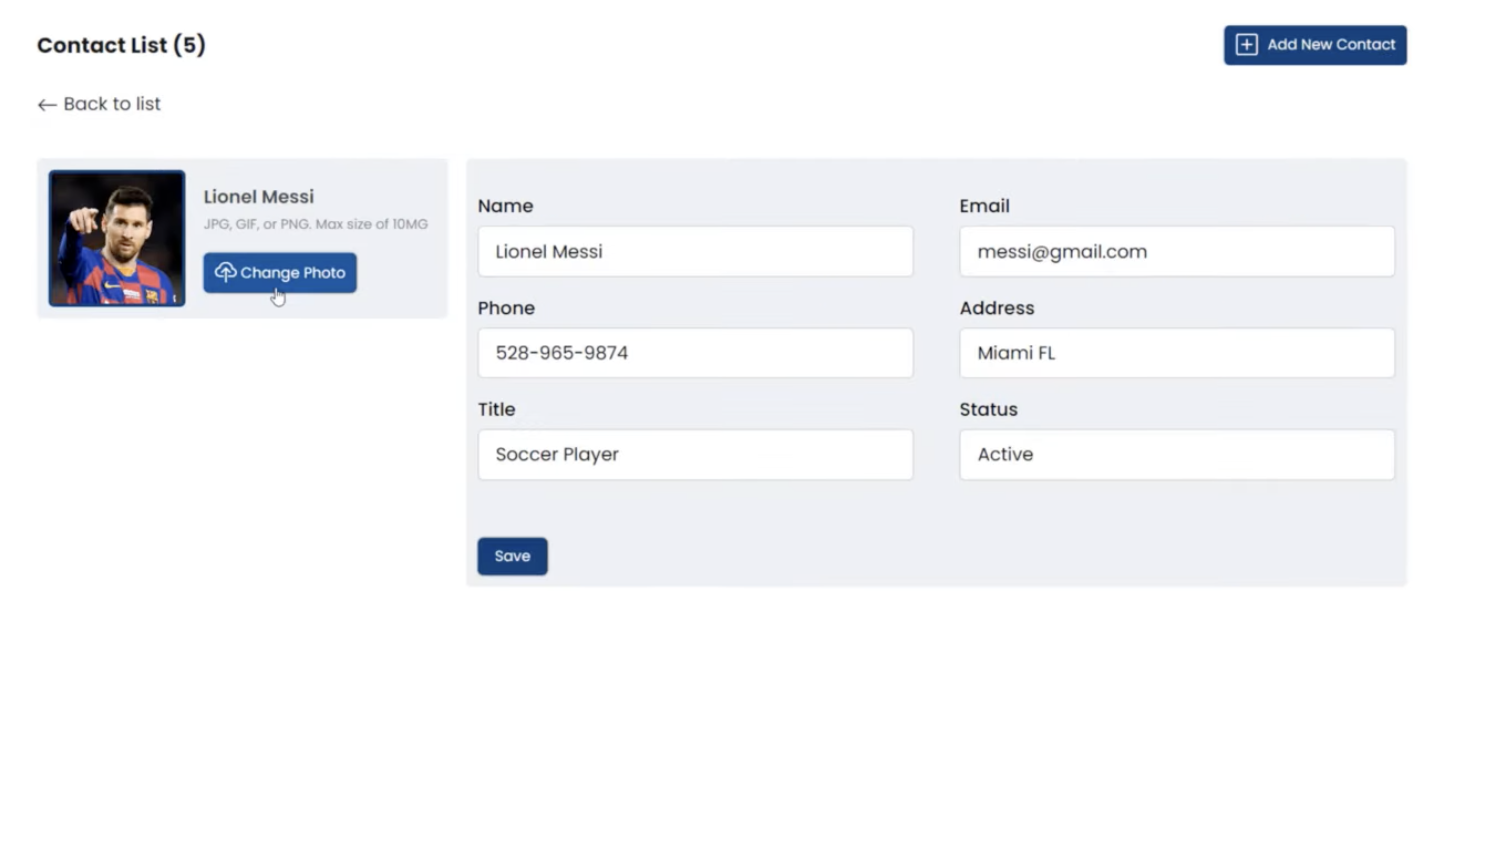 Contact List (5)
Add New Contact
← Back to list
Lionel Messi
JPG, GIF, or PNG. Max size of 10MG
Change Photo
Name
Lionel Messi
Email
messi@gmail.com
Phone
528-965-9874
Address
Miami FL
Title
Soccer Player
Status
Active
Save